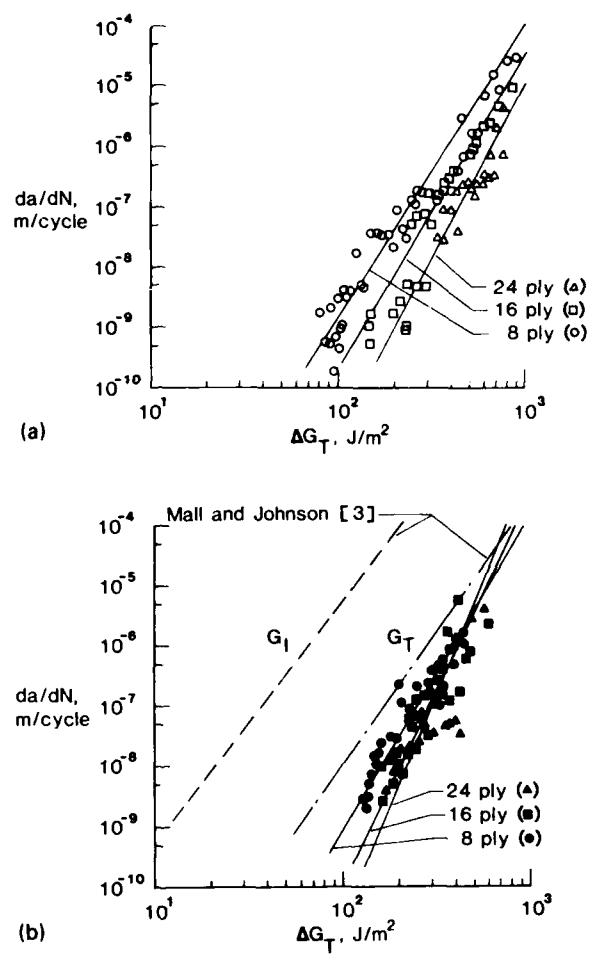 10⁻⁴
10⁻⁵
10⁻⁶
da/dN, 10⁻⁷
m/cycle
10⁻⁸
24 ply (△)
16 ply (□)
10⁻⁹
8 ply (○)
10⁻¹⁰
10¹ 10² 10³
(a)
ΔG_T, J/m²
Mall and Johnson [3]
10⁻⁴
10⁻⁵
G_I G_T
10⁻⁶
da/dN, 10⁻⁷
m/cycle
10⁻⁸
24 ply (▲)
16 ply (■)
10⁻⁹
8 ply (●)
10⁻¹⁰
10¹ 10² 10³
(b)
ΔG_T, J/m²